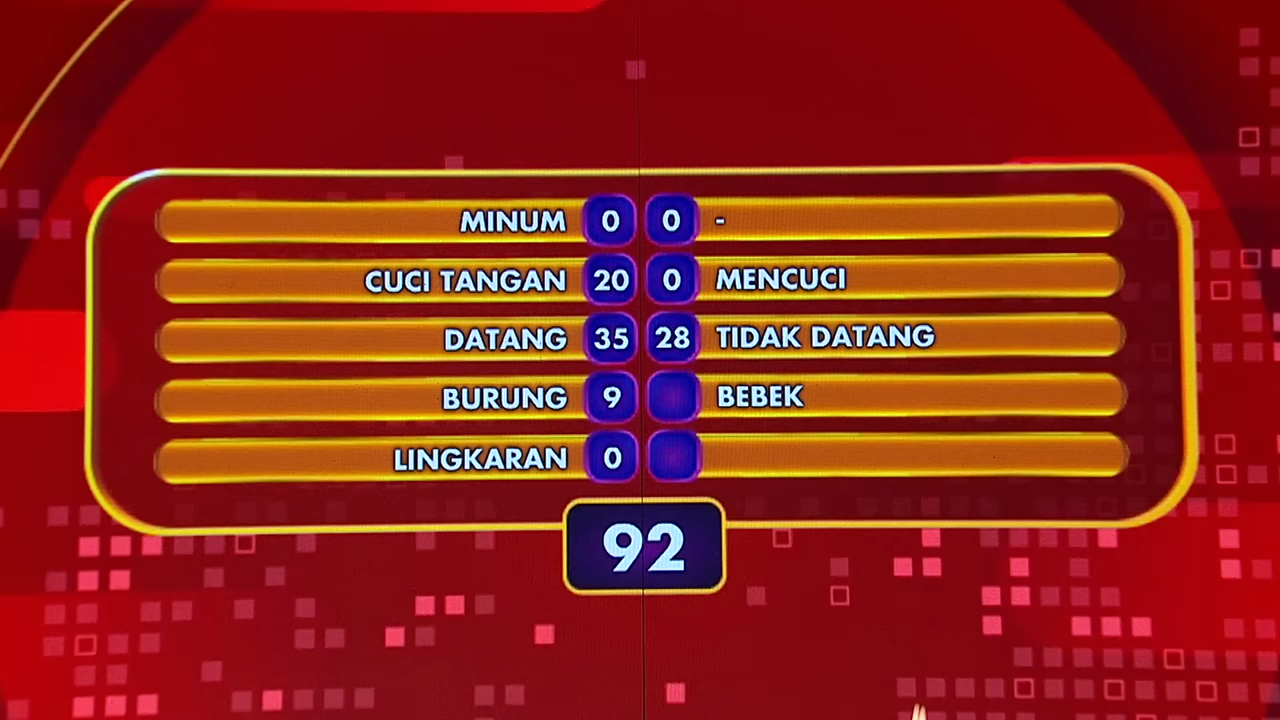 MINUM 0 0 -
CUCI TANGAN 20 0 MENCUCI
DATANG 35 28 TIDAK DATANG
BURUNG 9 BEBEK
LINGKARAN 0
92